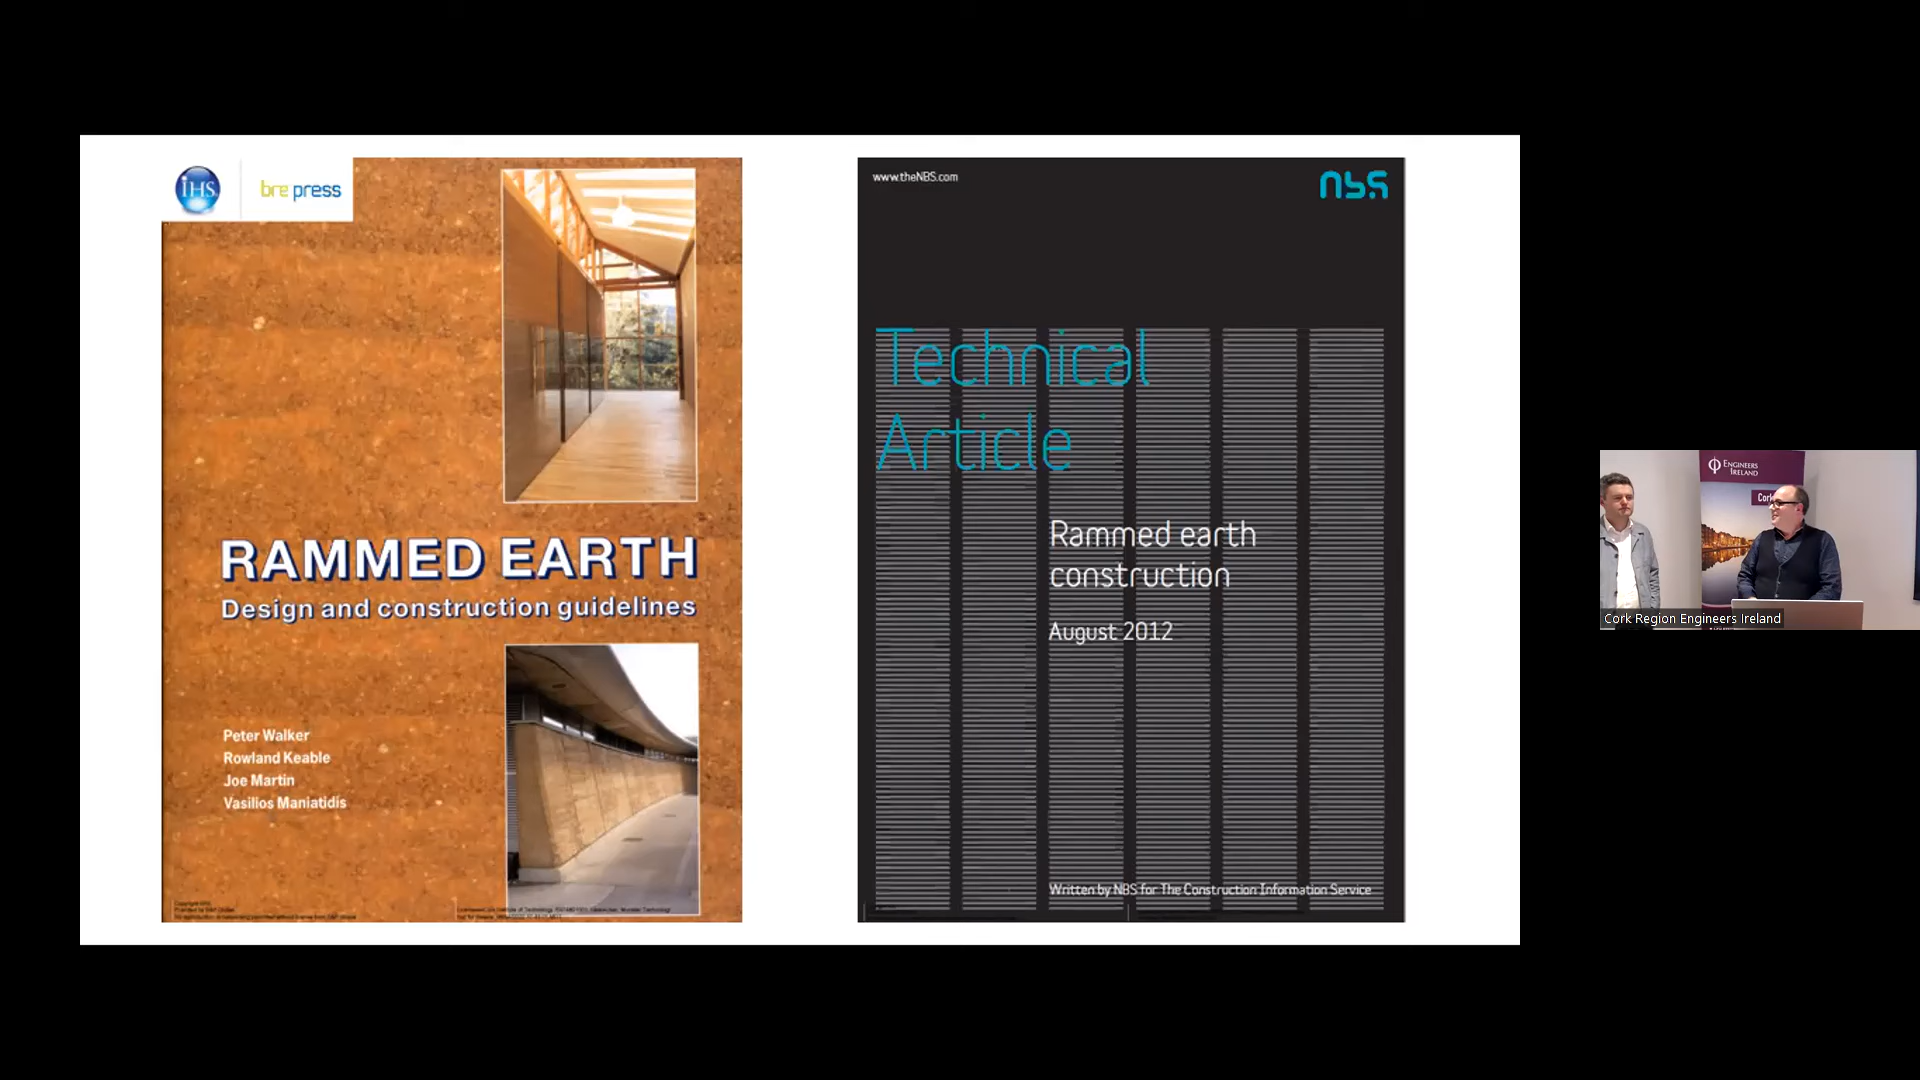 IHS
bre press
RAMMED EARTH
Design and construction guidelines
Peter Walker
Rowland Keable
Joe Martin
Vasilios Maniatidis
www.theNBS.com
nbs
Technical
Article
Rammed earth
construction
August 2012
Written by NBS for The Construction Information Service
ENGINEERS
IRELAND
Cork
Cork Region Engineers Ireland